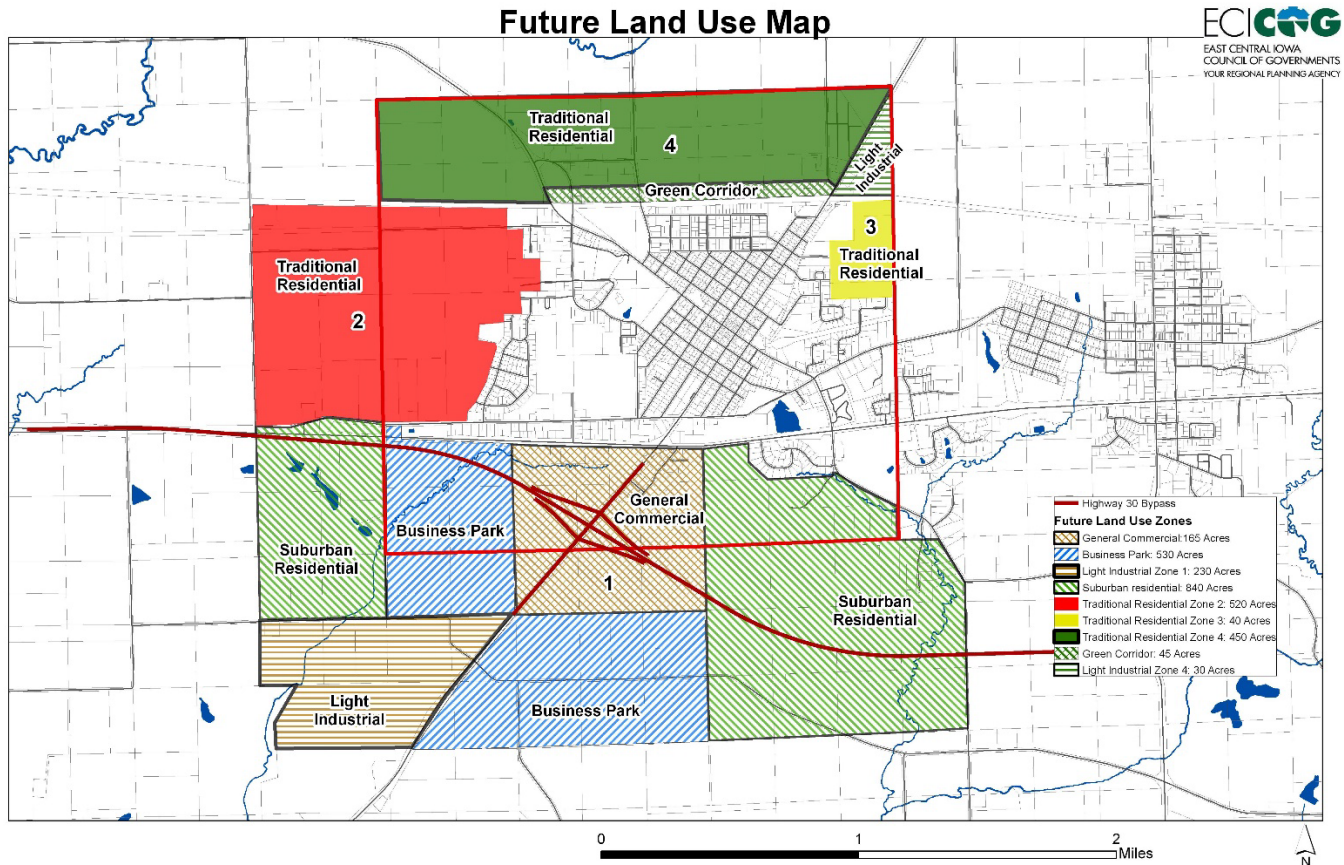 Future Land Use Map
ECICOG
EAST CENTRAL IOWA
COUNCIL OF GOVERNMENTS
YOUR REGIONAL PLANNING AGENCY
Traditional
Residential
4
Light
Industrial
Green Corridor
3
Traditional
Residential
Traditional
Residential
2
General
Commercial
Business Park
Suburban
Residential
1
Suburban
Residential
Light
Industrial
Business Park
Highway 30 Bypass
Future Land Use Zones
General Commercial:165 Acres
Business Park: 530 Acres
Light Industrial Zone 1: 230 Acres
Suburban residential: 840 Acres
Traditional Residential Zone 2: 520 Acres
Traditional Residential Zone 3: 40 Acres
Traditional Residential Zone 4: 450 Acres
Green Corridor: 45 Acres
Light Industrial Zone 4: 30 Acres
0 1 2
Miles
N